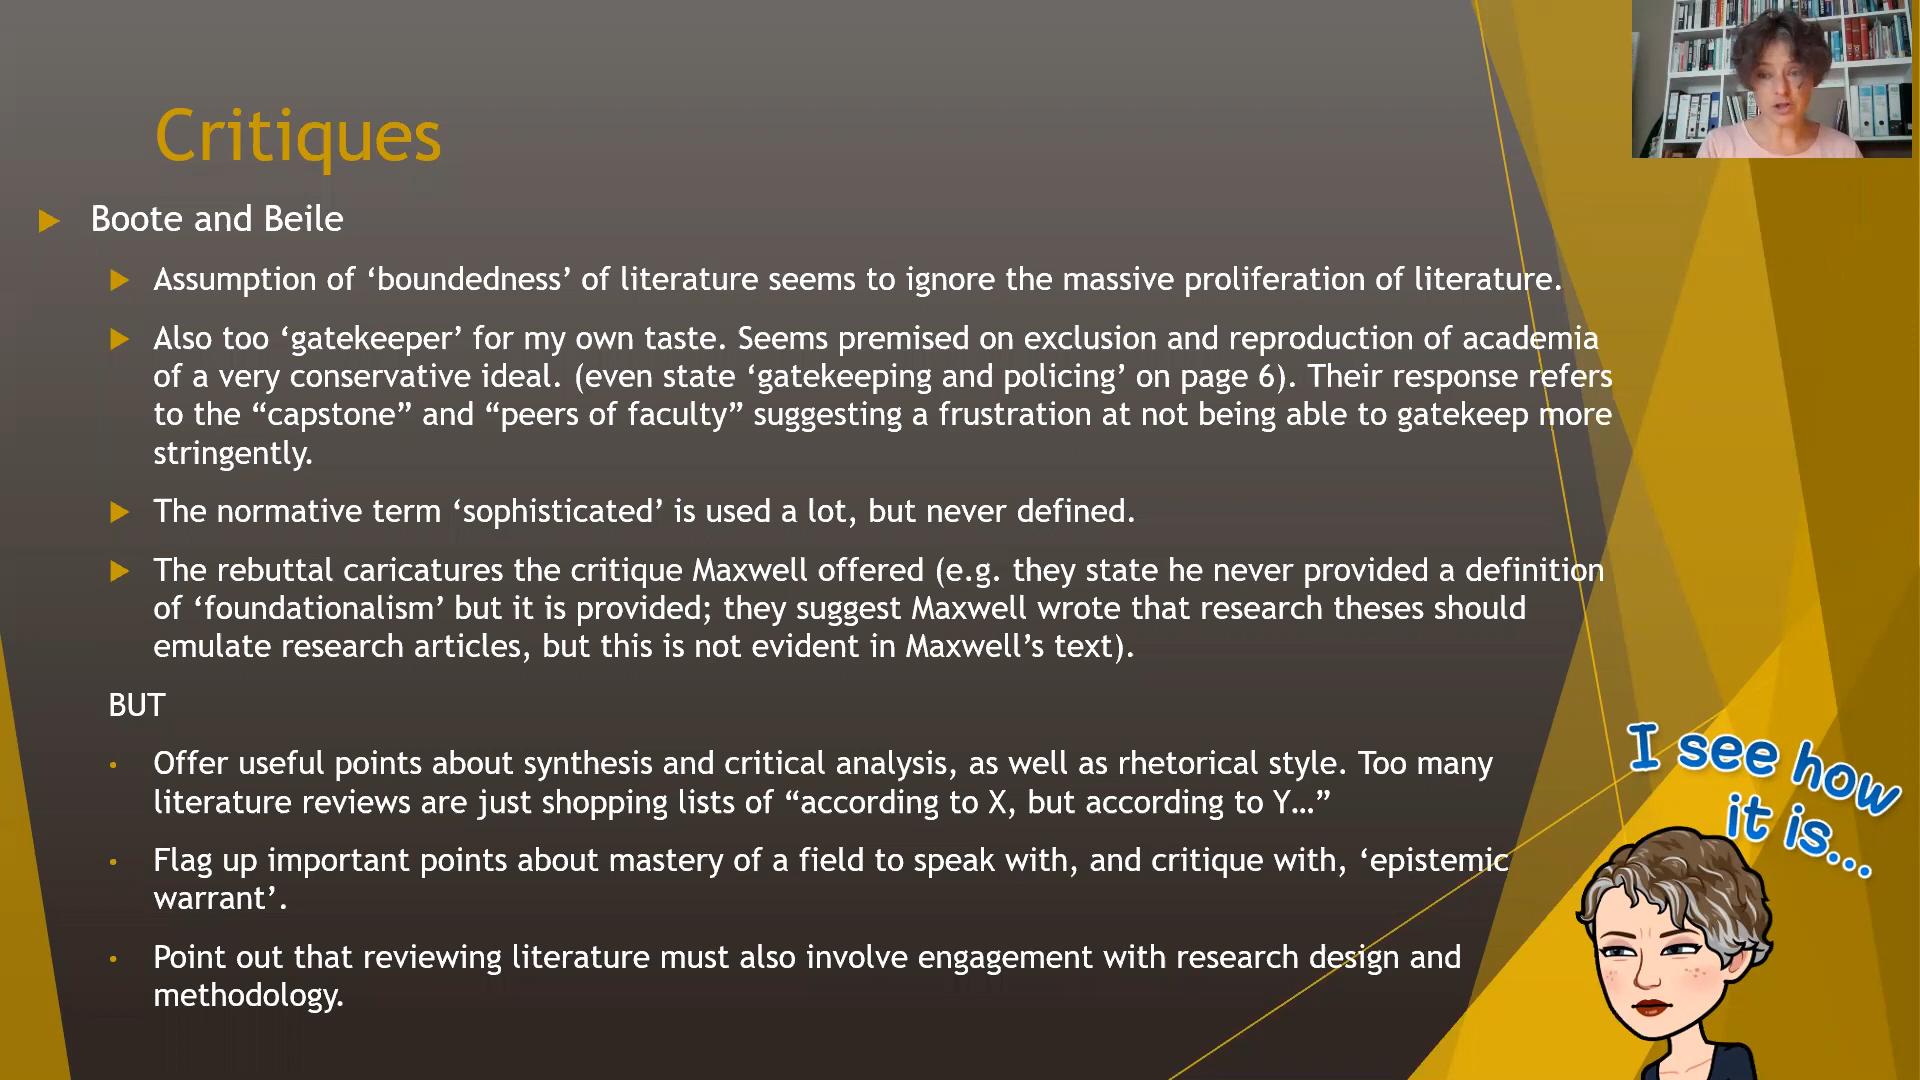 Critiques
Boote and Beile
Assumption of ‘boundedness’ of literature seems to ignore the massive proliferation of literature.
Also too ‘gatekeeper’ for my own taste. Seems premised on exclusion and reproduction of academia
of a very conservative ideal. (even state ‘gatekeeping and policing’ on page 6). Their response refers
to the “capstone” and “peers of faculty” suggesting a frustration at not being able to gatekeep more
stringently.
The normative term ‘sophisticated’ is used a lot, but never defined.
The rebuttal caricatures the critique Maxwell offered (e.g. they state he never provided a definition
of ‘foundationalism’ but it is provided; they suggest Maxwell wrote that research theses should
emulate research articles, but this is not evident in Maxwell’s text).
BUT
Offer useful points about synthesis and critical analysis, as well as rhetorical style. Too many
literature reviews are just shopping lists of “according to X, but according to Y…”
Flag up important points about mastery of a field to speak with, and critique with, ‘epistemic
warrant’.
Point out that reviewing literature must also involve engagement with research design and
methodology.
I see how
it is...